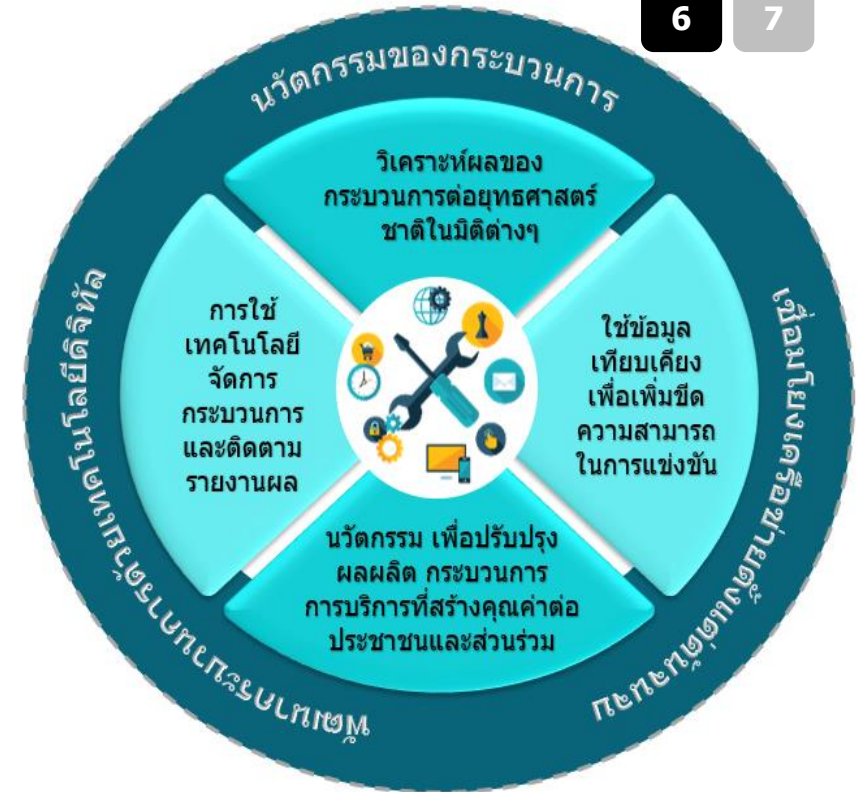 6 7
นวัตกรรมของกระบวนการ
วิเคราะห์ผลของ
กระบวนการต่อยุทธศาสตร์
ชาติในมิติต่างๆ
การใช้
เทคโนโลยี
จัดการ
กระบวนการ
และติดตาม
รายงานผล
ใช้ข้อมูล
เทียบเคียง
เพื่อเพิ่มขีด
ความสามารถ
ในการแข่งขัน
นวัตกรรม เพื่อปรับปรุง
ผลผลิต กระบวนการ
การบริการที่สร้างคุณค่าต่อ
ประชาชนและส่วนร่วม
พัฒนากระบวนการด้วยเทคโนโลยีดิจิทัล
เชื่อมโยงเครือข่ายตั้งแต่ต้นจนจบ